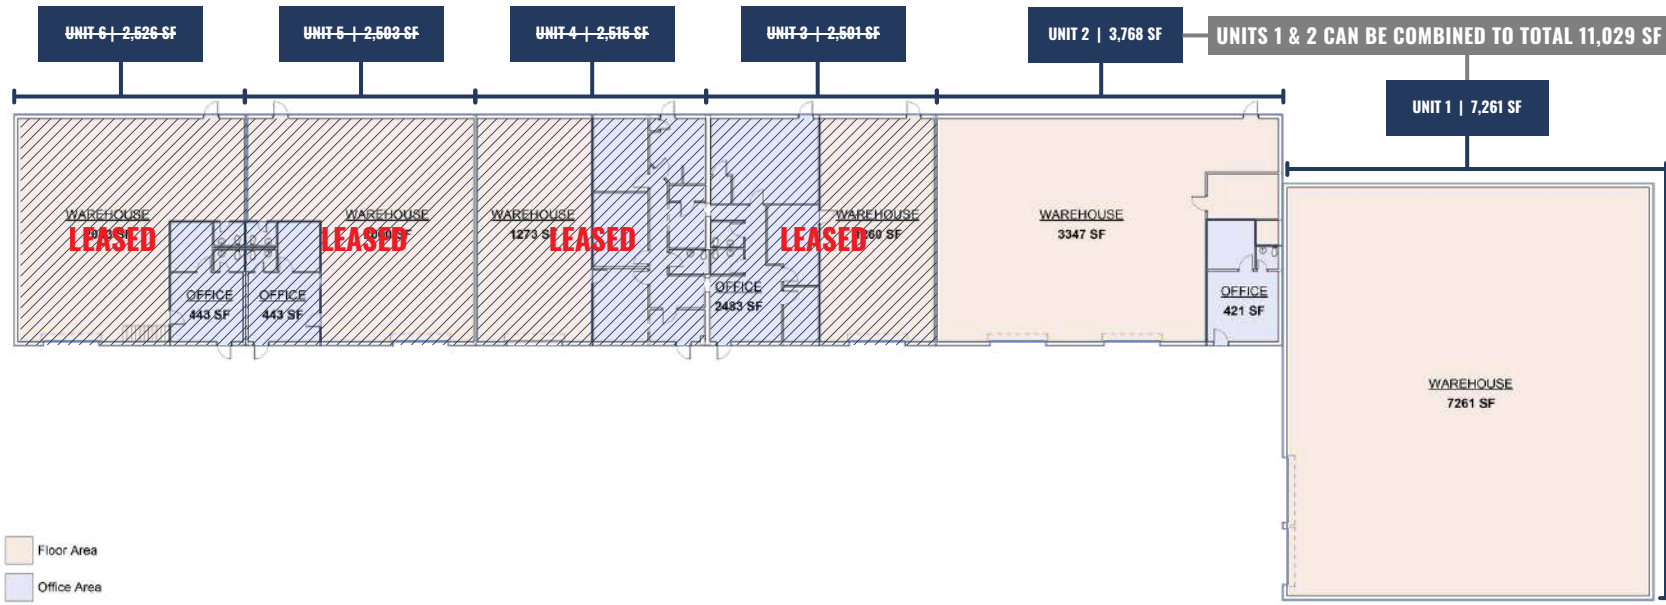 UNIT 6 | 2,526 SF
UNIT 5 | 2,503 SF
UNIT 4 | 2,515 SF
UNIT 3 | 2,501 SF
UNIT 2 | 3,768 SF
UNITS 1 & 2 CAN BE COMBINED TO TOTAL 11,029 SF
UNIT 1 | 7,261 SF
WAREHOUSE
LEASED
OFFICE
443 SF
WAREHOUSE
LEASED
OFFICE
443 SF
WAREHOUSE
1273 S
LEASED
WAREHOUSE
260 SF
LEASED
OFFICE
2483 SF
WAREHOUSE
3347 SF
OFFICE
421 SF
WAREHOUSE
7261 SF
Floor Area
Office Area